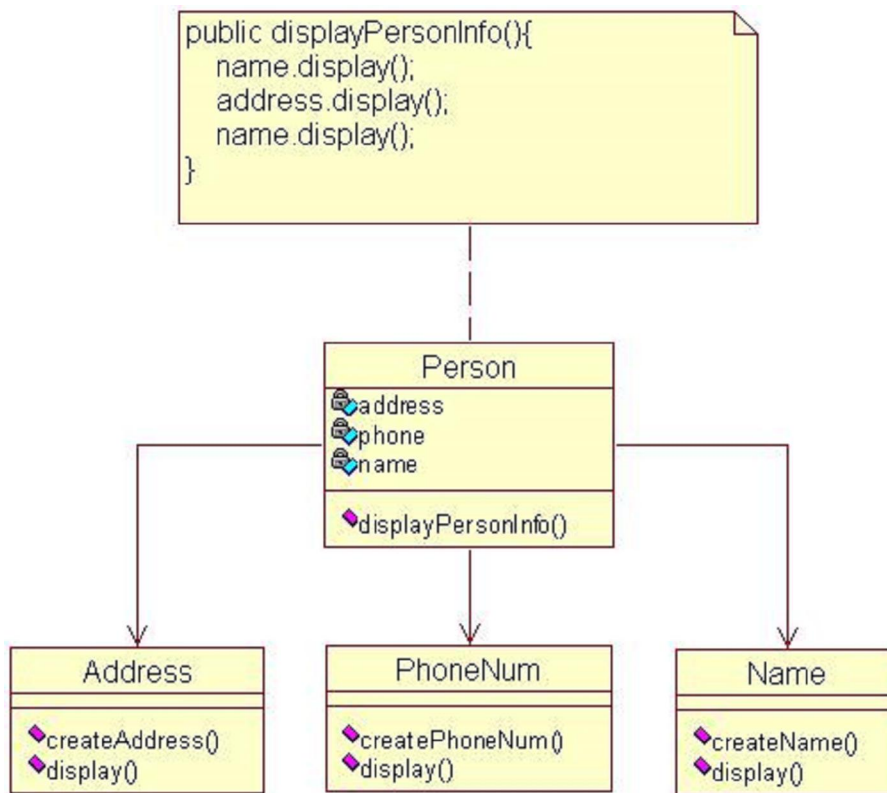 public displayPersonInfo(){
name.display();
address.display();
name.display();
}
Person
address
phone
name
displayPersonInfo()
Address
createAddress()
display()
PhoneNum
createPhoneNum()
display()
Name
createName()
display()